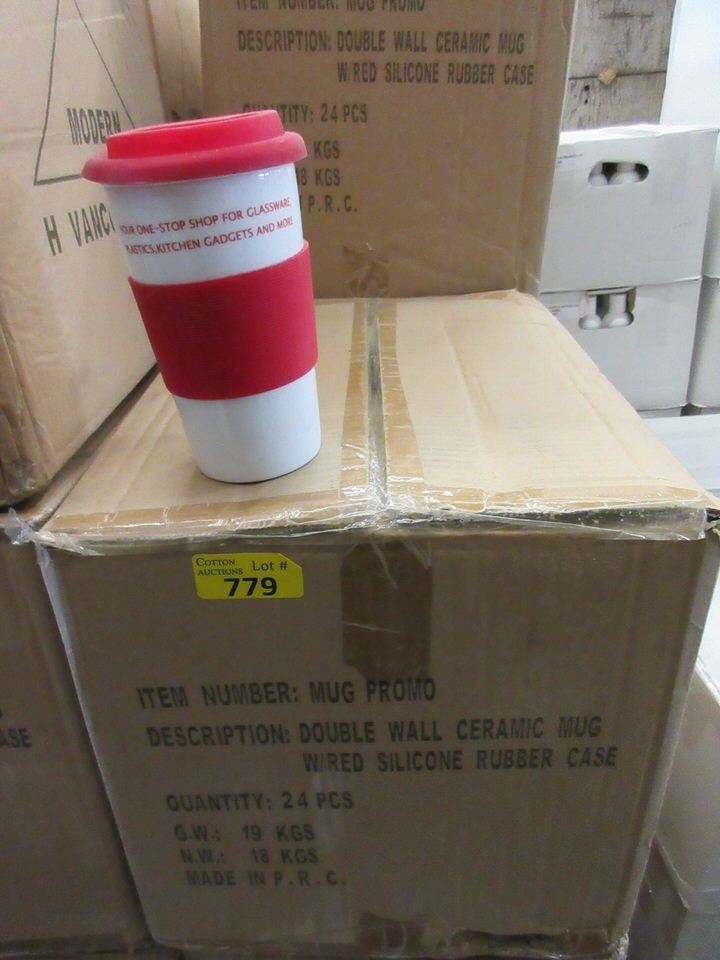 ITEM NUMBER: MUG PROMO
DESCRIPTION: DOUBLE WALL CERAMIC MUG
W/RED SILICONE RUBBER CASE
QUANTITY: 24 PCS
KGS
18 KGS
P.R.C.
MODERN
H VANC
YOUR ONE-STOP SHOP FOR GLASSWARE,
PLASTICS,KITCHEN GADGETS AND MORE
COTTON
AUCTIONS Lot #
779
ASE
ITEM NUMBER: MUG PROMO
DESCRIPTION: DOUBLE WALL CERAMIC MUG
W/RED SILICONE RUBBER CASE
QUANTITY: 24 PCS
G.W.: 19 KGS
N.W.: 18 KGS
MADE IN P.R.C.